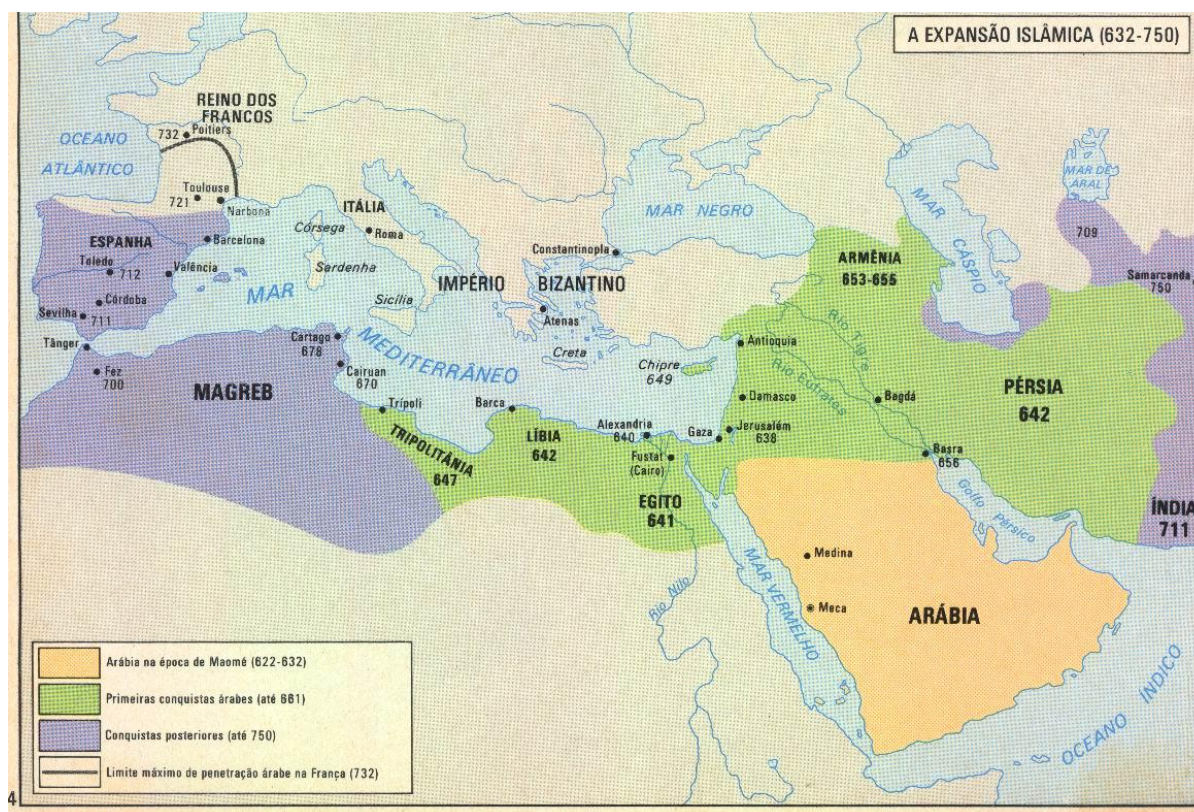 A EXPANSÃO ISLÂMICA (632-750)
REINO DOS
FRANCOS
732
Poitiers
OCEANO
ATLÂNTICO
Toulouse
721
Narbona
ITÁLIA
Córsega
Roma
MAR NEGRO
MAR
CÁSPIO
MAR DE
ARAL
ESPANHA
Barcelona
Toledo
712
Valência
Sardenha
Constantinopla
ARMÊNIA
653-655
709
Samarcanda
750
Córdoba
Sevilha
711
MAR
MEDITERRÂNEO
Sicília
IMPÉRIO
BIZANTINO
Atenas
Creta
Tânger
Fez
700
Cartago
678
Cairuan
670
Chipre
649
Antioquia
Rio Tigre
Rio Eufrates
MAGREB
Trípoli
Barca
Damasco
Bagdá
PÉRSIA
642
TRIPOLITÂNIA
647
LÍBIA
642
Alexandria
640
Gaza
Jerusalém
638
Basra
656
Fustat
(Cairo)
EGITO
641
Golfo Pérsico
ÍNDIA
711
Medina
Meca
MAR VERMELHO
Rio Nilo
ARÁBIA
OCEANO ÍNDICO
Arábia na época de Maomé (622-632)
Primeiras conquistas árabes (até 661)
Conquistas posteriores (até 750)
Limite máximo de penetração árabe na França (732)
4